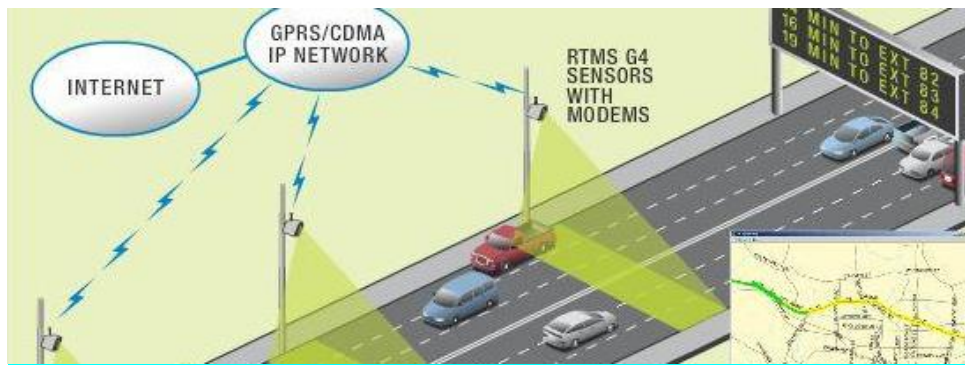 INTERNET
GPRS/CDMA
IP NETWORK
RTMS G4
SENSORS
WITH
MODEMS
MIN TO EXT 82
16 MIN TO EXT 83
19 MIN TO EXT 84